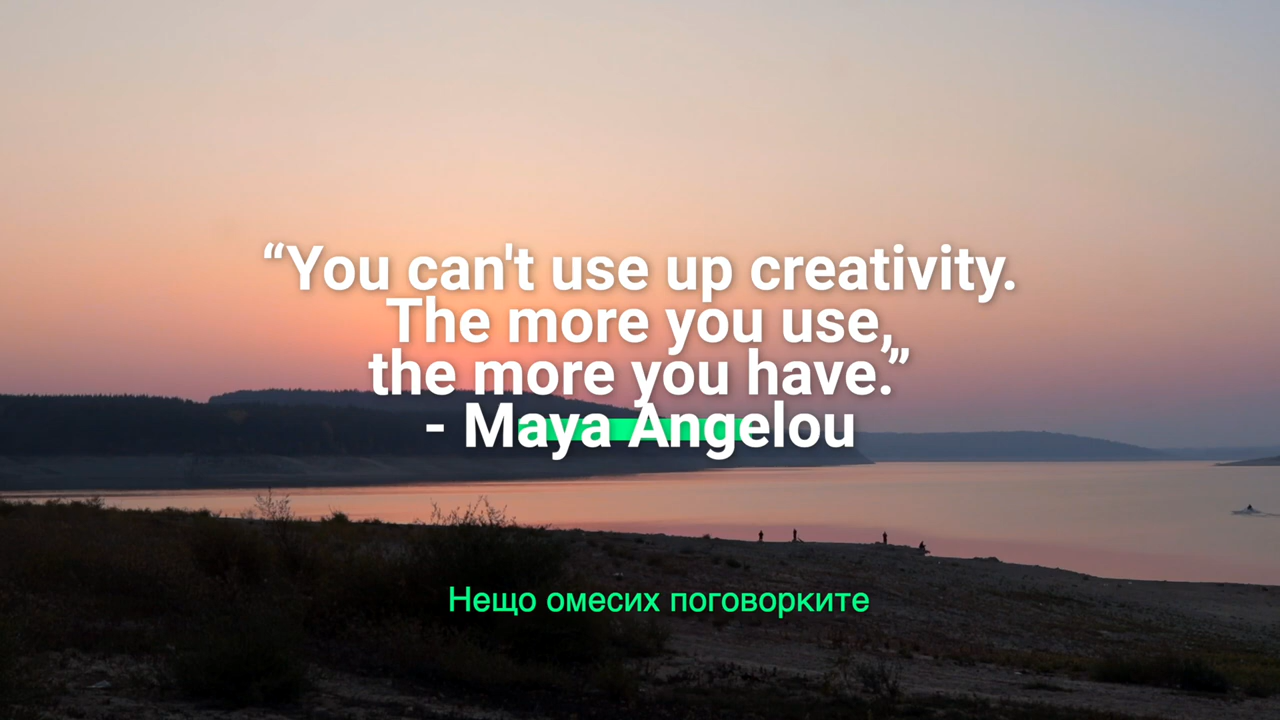 “You can't use up creativity.
The more you use,
the more you have.”
- Maya Angelou
Нещо омесих поговорките